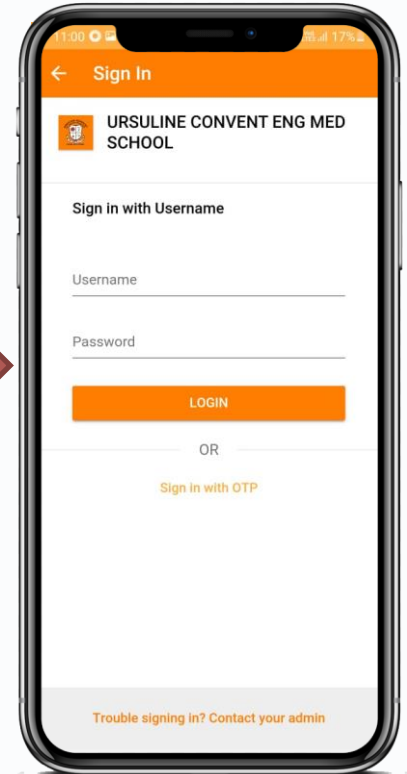 11:00
17%
Sign In
URSULINE CONVENT ENG MED
SCHOOL
Sign in with Username
Username
Password
LOGIN
OR
Sign in with OTP
Trouble signing in? Contact your admin